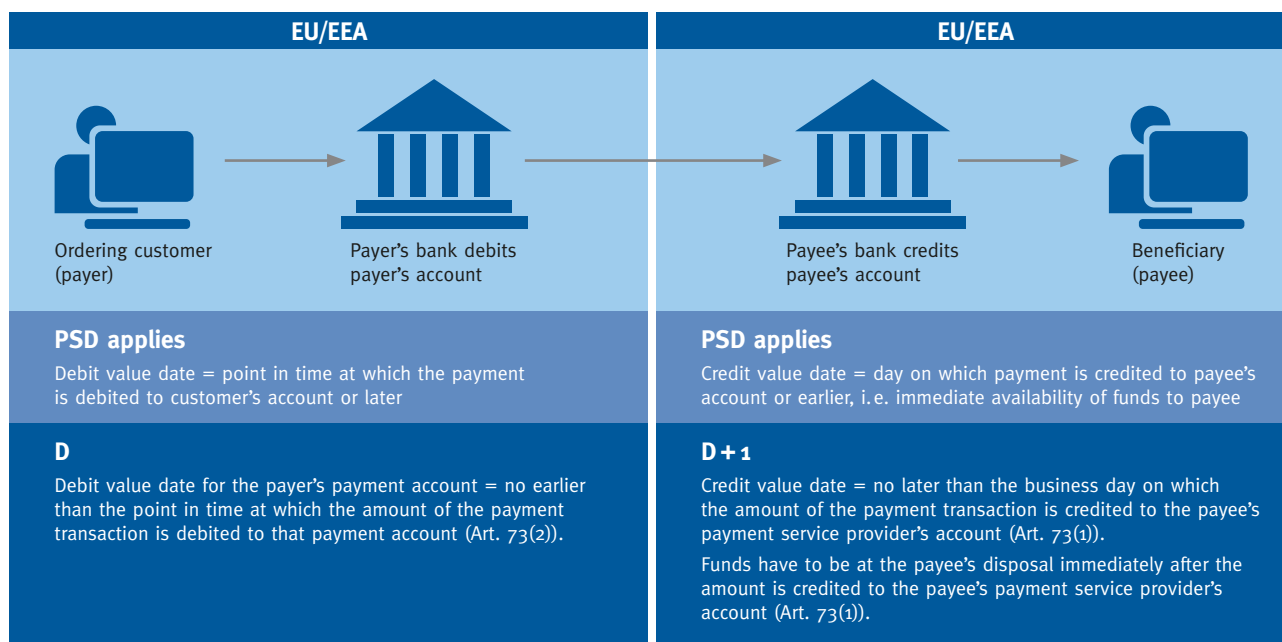 EU/EEA
Ordering customer
(payer)
Payer's bank debits
payer's account
PSD applies
Debit value date = point in time at which the payment
is debited to customer's account or later
D
Debit value date for the payer's payment account = no earlier
than the point in time at which the amount of the payment
transaction is debited to that payment account (Art. 73(2)).
EU/EEA
Payee's bank credits
payee's account
Beneficiary
(payee)
PSD applies
Credit value date = day on which payment is credited to payee's
account or earlier, i. e. immediate availability of funds to payee
D + 1
Credit value date = no later than the business day on which
the amount of the payment transaction is credited to the payee's
payment service provider's account (Art. 73(1)).
Funds have to be at the payee's disposal immediately after the
amount is credited to the payee's payment service provider's
account (Art. 73(1)).